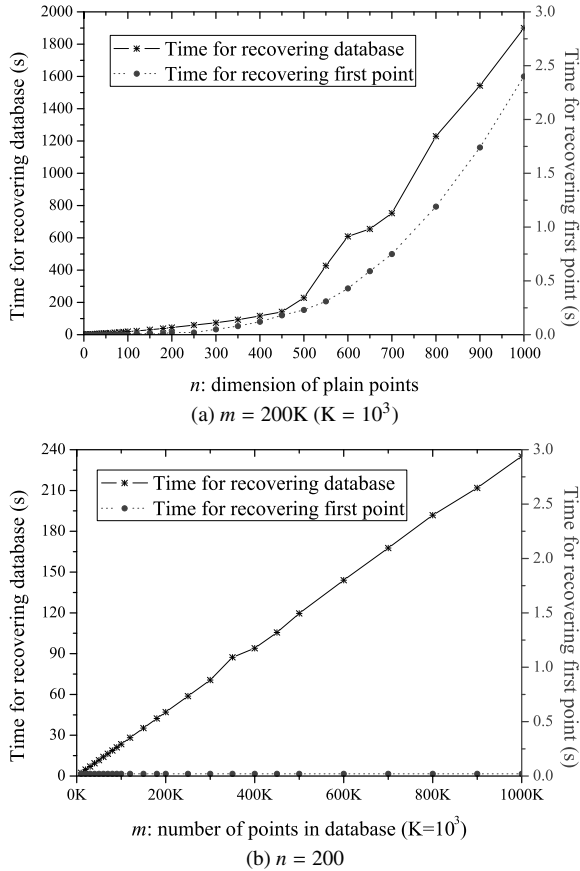 2000
1800
1600
1400
1200
1000
800
600
400
200
0
Time for recovering database (s)
Time for recovering database
Time for recovering first point
3.0
2.5
2.0
1.5
1.0
0.5
0.0
Time for recovering first point (s)
0 100 200 300 400 500 600 700 800 900 1000
n: dimension of plain points
(a) m = 200K (K = 10³)
240
210
180
150
120
90
60
30
0
Time for recovering database (s)
Time for recovering database
Time for recovering first point
3.0
2.5
2.0
1.5
1.0
0.5
0.0
Time for recovering first point (s)
0K 200K 400K 600K 800K 1000K
m: number of points in database (K=10³)
(b) n = 200